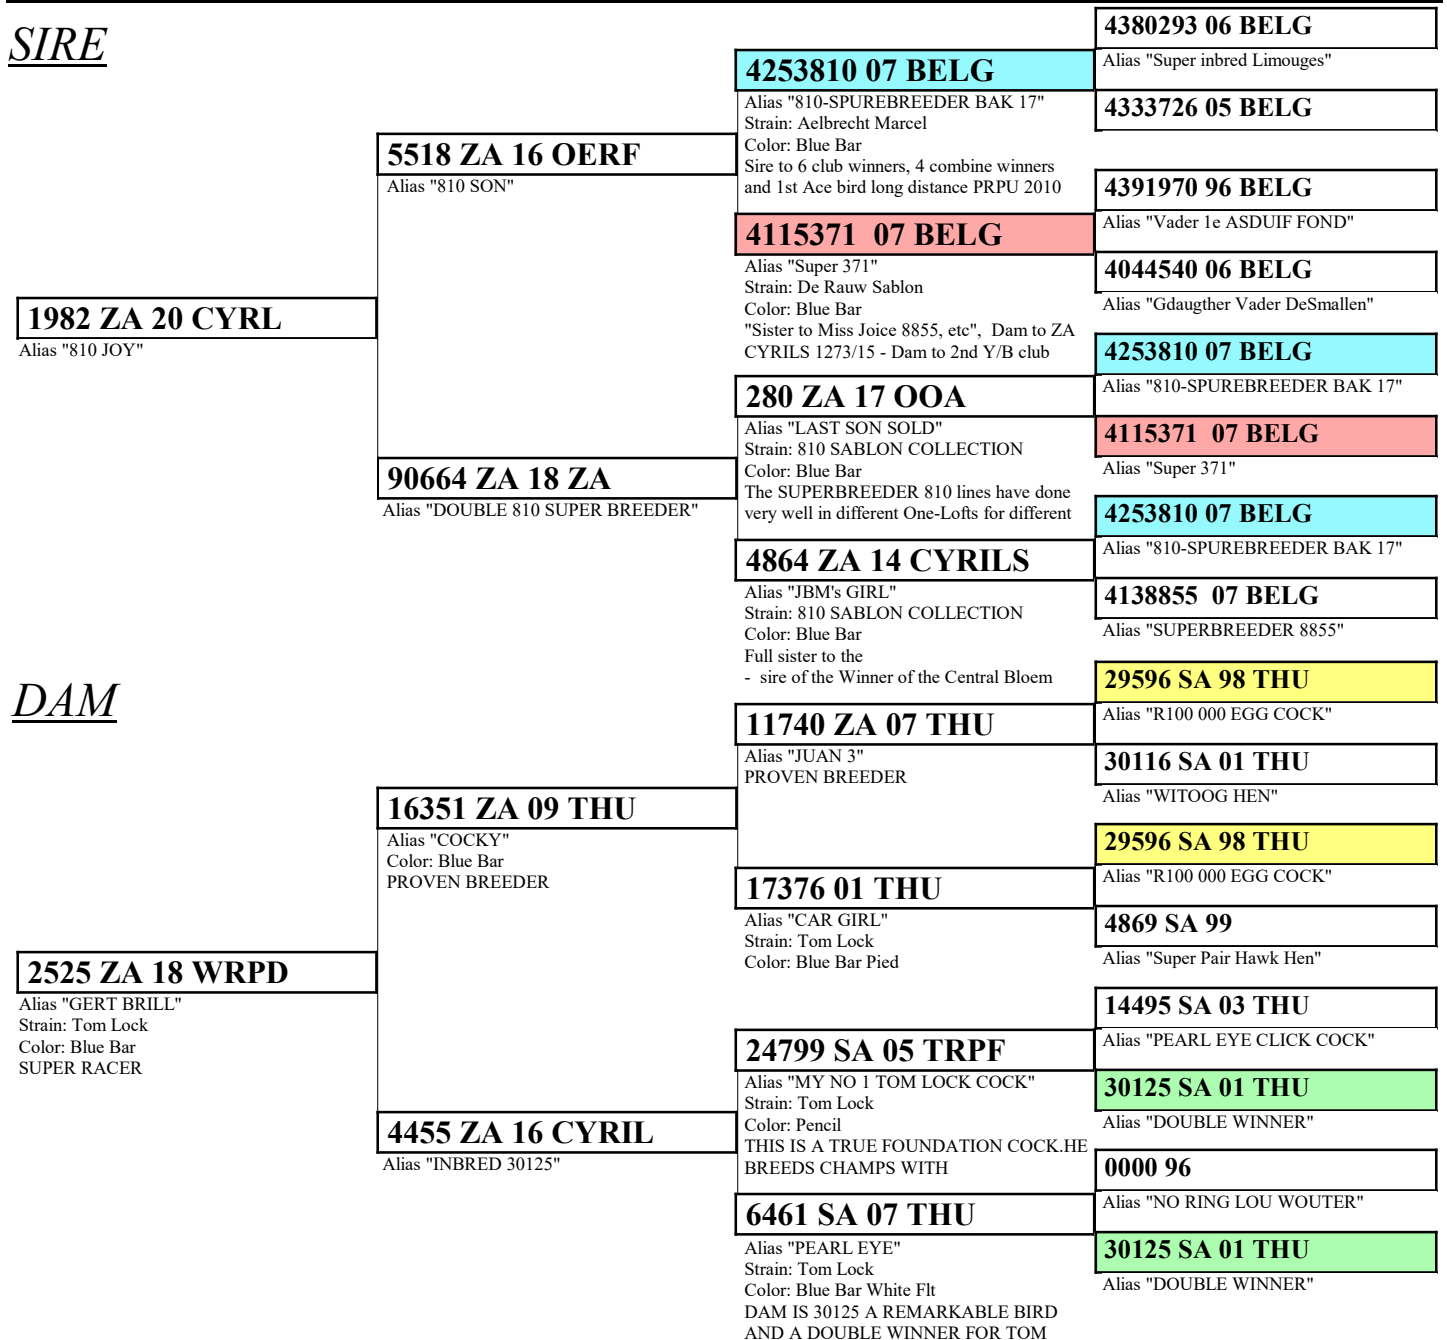 SIRE
1982 ZA 20 CYRL
Alias "810 JOY"
5518 ZA 16 OERF
Alias "810 SON"
90664 ZA 18 ZA
Alias "DOUBLE 810 SUPER BREEDER"
4253810 07 BELG
Alias "810-SPUREBREEDER BAK 17"
Strain: Aelbrecht Marcel
Color: Blue Bar
Sire to 6 club winners, 4 combine winners
and 1st Ace bird long distance PRPU 2010
4115371  07 BELG
Alias "Super 371"
Strain: De Rauw Sablon
Color: Blue Bar
"Sister to Miss Joice 8855, etc",  Dam to ZA
CYRILS 1273/15 - Dam to 2nd Y/B club
280 ZA 17 OOA
Alias "LAST SON SOLD"
Strain: 810 SABLON COLLECTION
Color: Blue Bar
The SUPERBREEDER 810 lines have done
very well in different One-Lofts for different
4864 ZA 14 CYRILS
Alias "JBM's GIRL"
Strain: 810 SABLON COLLECTION
Color: Blue Bar
Full sister to the
-  sire of the Winner of the Central Bloem
4380293 06 BELG
Alias "Super inbred Limouges"
4333726 05 BELG
4391970 96 BELG
Alias "Vader 1e ASDUIF FOND"
4044540 06 BELG
Alias "Gdaugther Vader DeSmallen"
4253810 07 BELG
Alias "810-SPUREBREEDER BAK 17"
4115371  07 BELG
Alias "Super 371"
4253810 07 BELG
Alias "810-SPUREBREEDER BAK 17"
4138855  07 BELG
Alias "SUPERBREEDER 8855"
DAM
2525 ZA 18 WRPD
Alias "GERT BRILL"
Strain: Tom Lock
Color: Blue Bar
SUPER RACER
16351 ZA 09 THU
Alias "COCKY"
Color: Blue Bar
PROVEN BREEDER
4455 ZA 16 CYRIL
Alias "INBRED 30125"
11740 ZA 07 THU
Alias "JUAN 3"
PROVEN BREEDER
17376 01 THU
Alias "CAR GIRL"
Strain: Tom Lock
Color: Blue Bar Pied
24799 SA 05 TRPF
Alias "MY NO 1 TOM LOCK COCK"
Strain: Tom Lock
Color: Pencil
THIS IS A TRUE FOUNDATION COCK.HE
BREEDS CHAMPS WITH
6461 SA 07 THU
Alias "PEARL EYE"
Strain: Tom Lock
Color: Blue Bar White Flt
DAM IS 30125 A REMARKABLE BIRD
AND A DOUBLE WINNER FOR TOM
29596 SA 98 THU
Alias "R100 000 EGG COCK"
30116 SA 01 THU
Alias "WITOOG HEN"
29596 SA 98 THU
Alias "R100 000 EGG COCK"
4869 SA 99
Alias "Super Pair Hawk Hen"
14495 SA 03 THU
Alias "PEARL EYE CLICK COCK"
30125 SA 01 THU
Alias "DOUBLE WINNER"
0000 96
Alias "NO RING LOU WOUTER"
30125 SA 01 THU
Alias "DOUBLE WINNER"